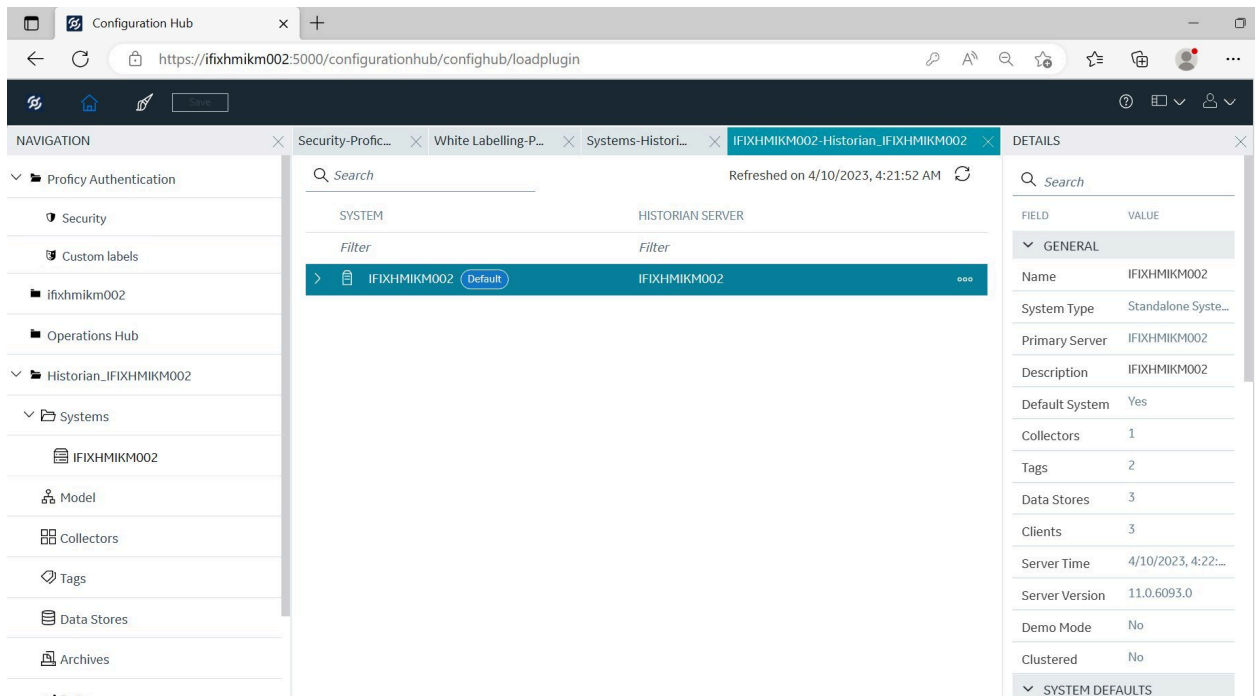 Configuration Hub
https://ifixhmikm002:5000/configurationhub/confighub/loadplugin
Save
NAVIGATION
Proficy Authentication
Security
Custom labels
ifixhmikm002
Operations Hub
Historian_IFIXHMIKM002
Systems
IFIXHMIKM002
Model
Collectors
Tags
Data Stores
Archives
Security-Profic...
White Labelling-P...
Systems-Histori...
IFIXHMIKM002-Historian_IFIXHMIKM002
Search
Refreshed on 4/10/2023, 4:21:52 AM
SYSTEM HISTORIAN SERVER
Filter Filter
IFIXHMIKM002 Default IFIXHMIKM002
DETAILS
Search
FIELD VALUE
GENERAL
Name IFIXHMIKM002
System Type Standalone Syste...
Primary Server IFIXHMIKM002
Description IFIXHMIKM002
Default System Yes
Collectors 1
Tags 2
Data Stores 3
Clients 3
Server Time 4/10/2023, 4:22:...
Server Version 11.0.6093.0
Demo Mode No
Clustered No
SYSTEM DEFAULTS